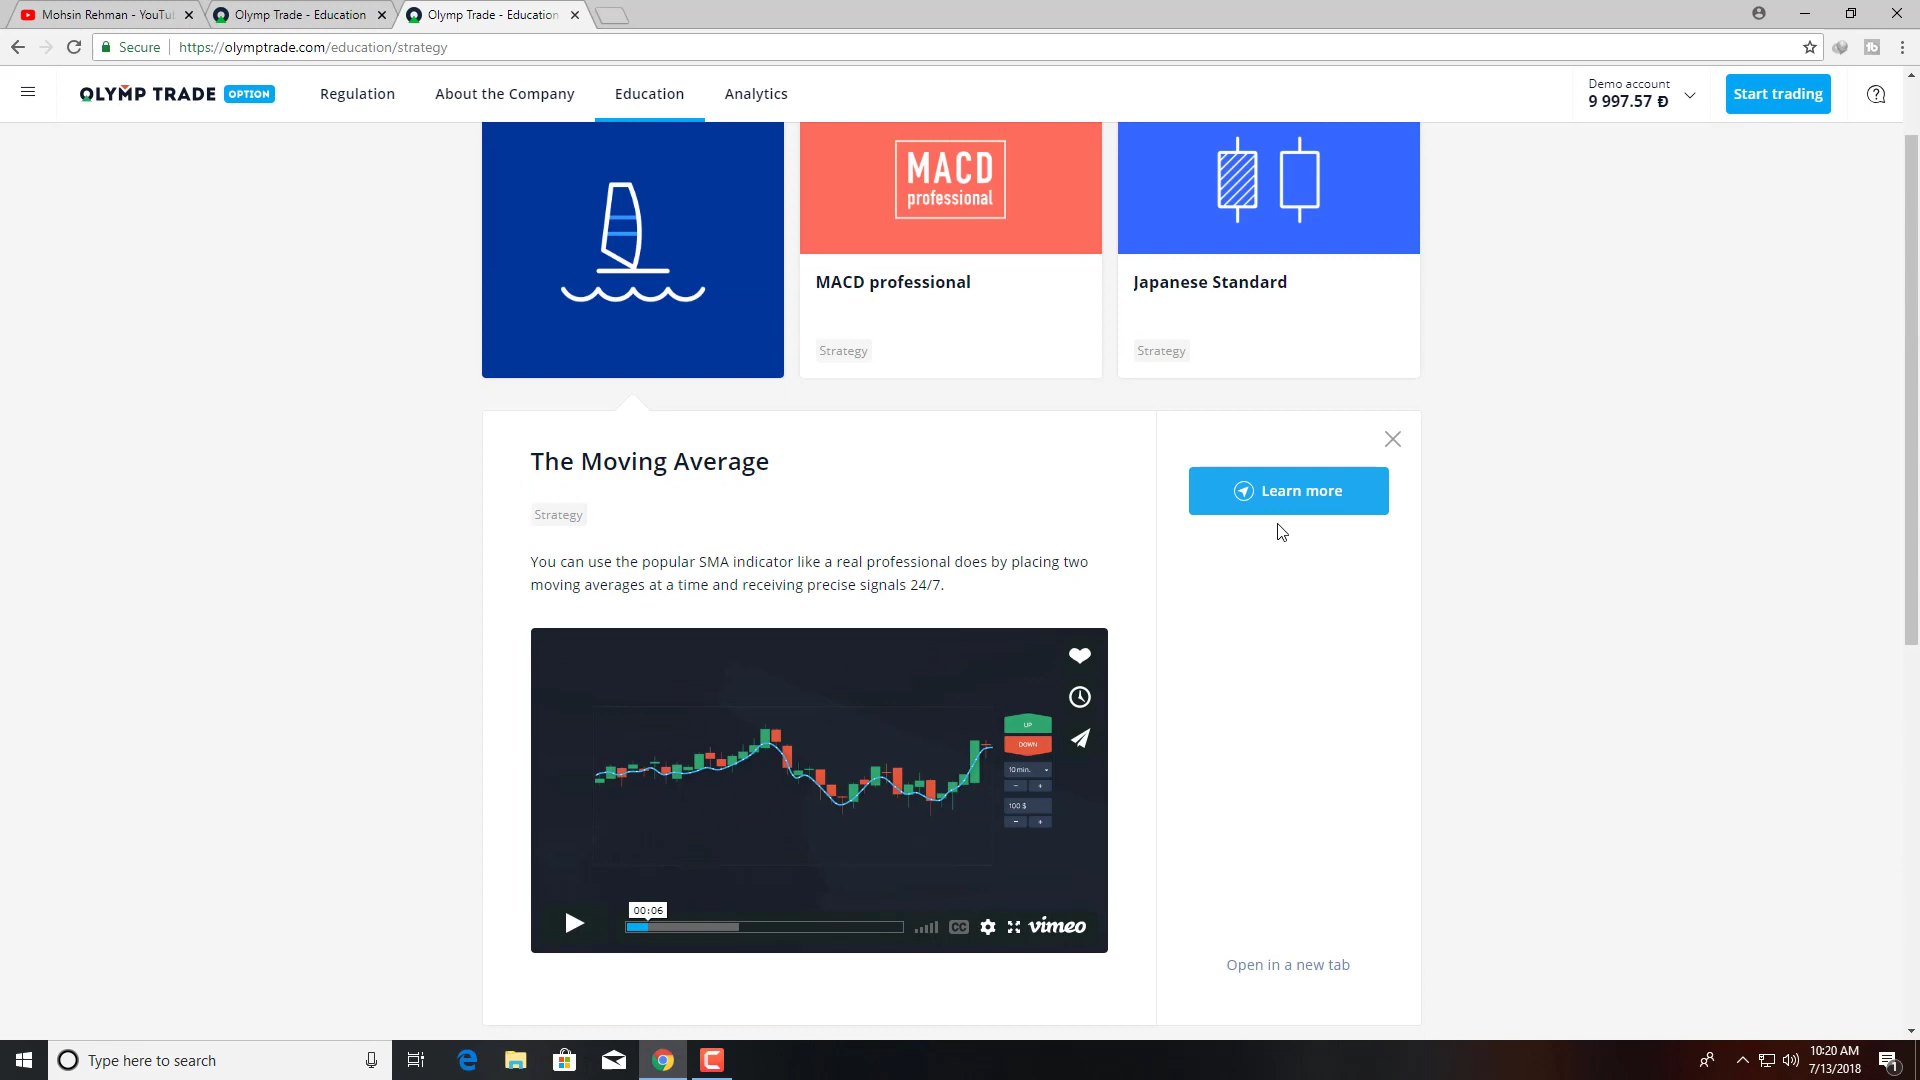 Mohsin Rehman - YouTu
Olymp Trade - Education
Olymp Trade - Education
Secure
https://olymptrade.com/education/strategy
OLYMP TRADE OPTION
Regulation
About the Company
Education
Analytics
Demo account
9 997.57 Đ
Start trading
MACD
professional
MACD professional
Japanese Standard
Strategy
Strategy
The Moving Average
Learn more
Strategy
You can use the popular SMA indicator like a real professional does by placing two
moving averages at a time and receiving precise signals 24/7.
UP
DOWN
10 min.
100 $
00:06
CC
vimeo
Open in a new tab
Type here to search
10:20 AM
7/13/2018
1